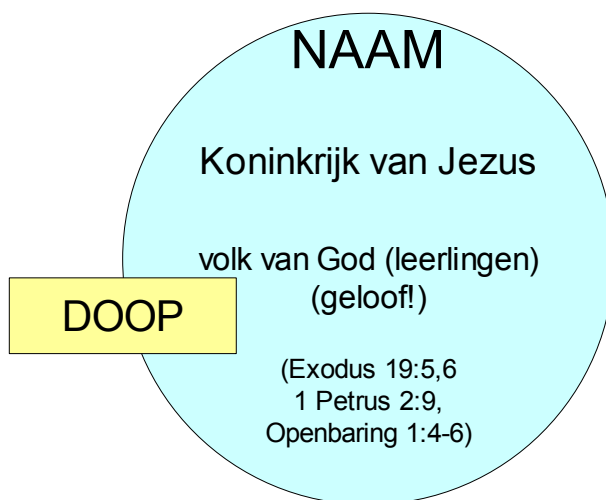 NAAM
Koninkrijk van Jezus
volk van God (leerlingen)
(geloof!)
DOOP
(Exodus 19:5,6
1 Petrus 2:9,
Openbaring 1:4-6)